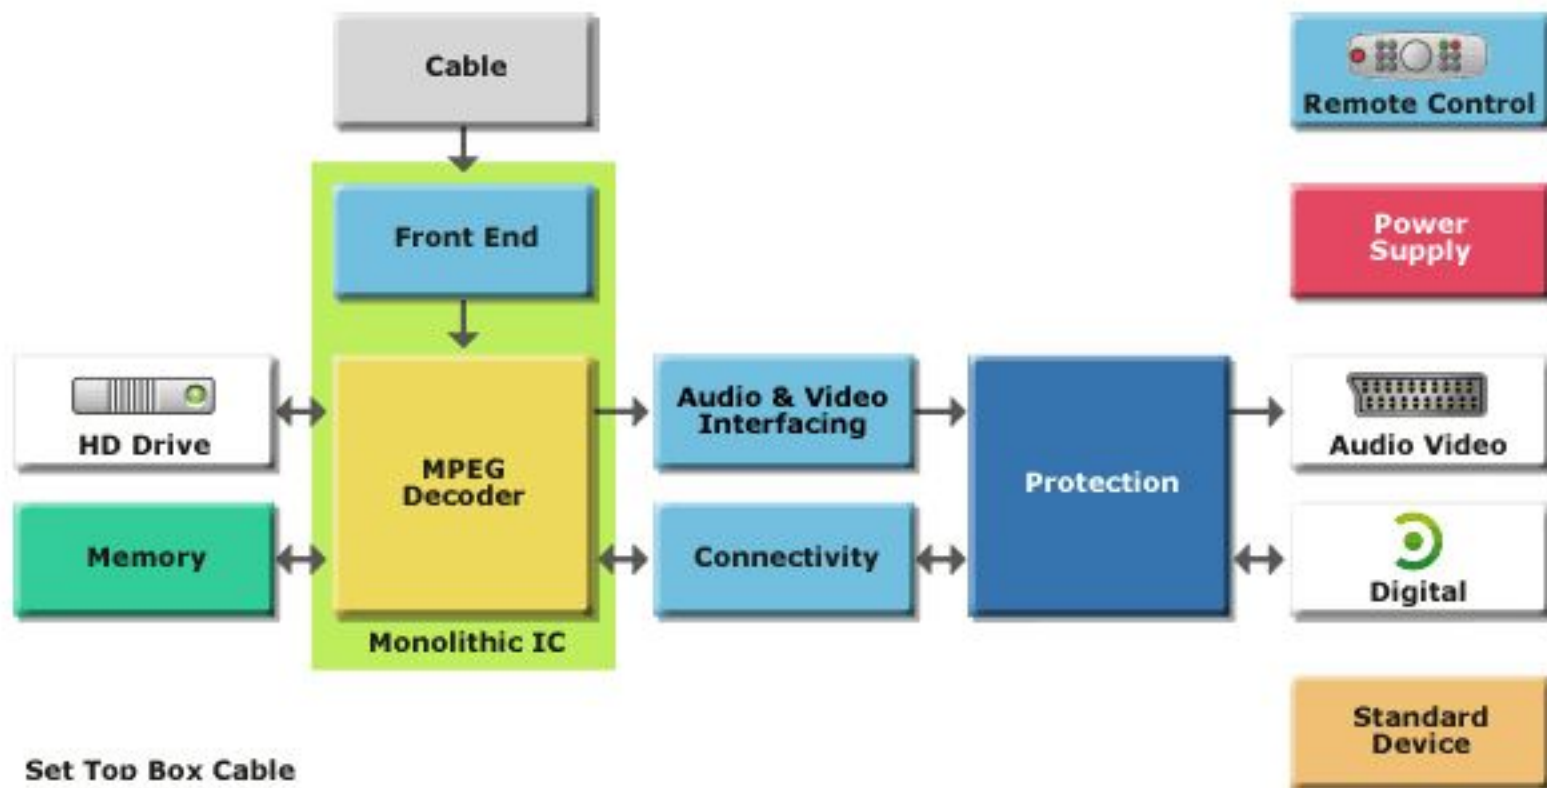 Cable
Remote Control
Front End
Power
Supply
HD Drive
MPEG
Decoder
Audio & Video
Interfacing
Protection
Audio Video
Memory
Connectivity
Digital
Monolithic IC
Standard
Device
Set Top Box Cable